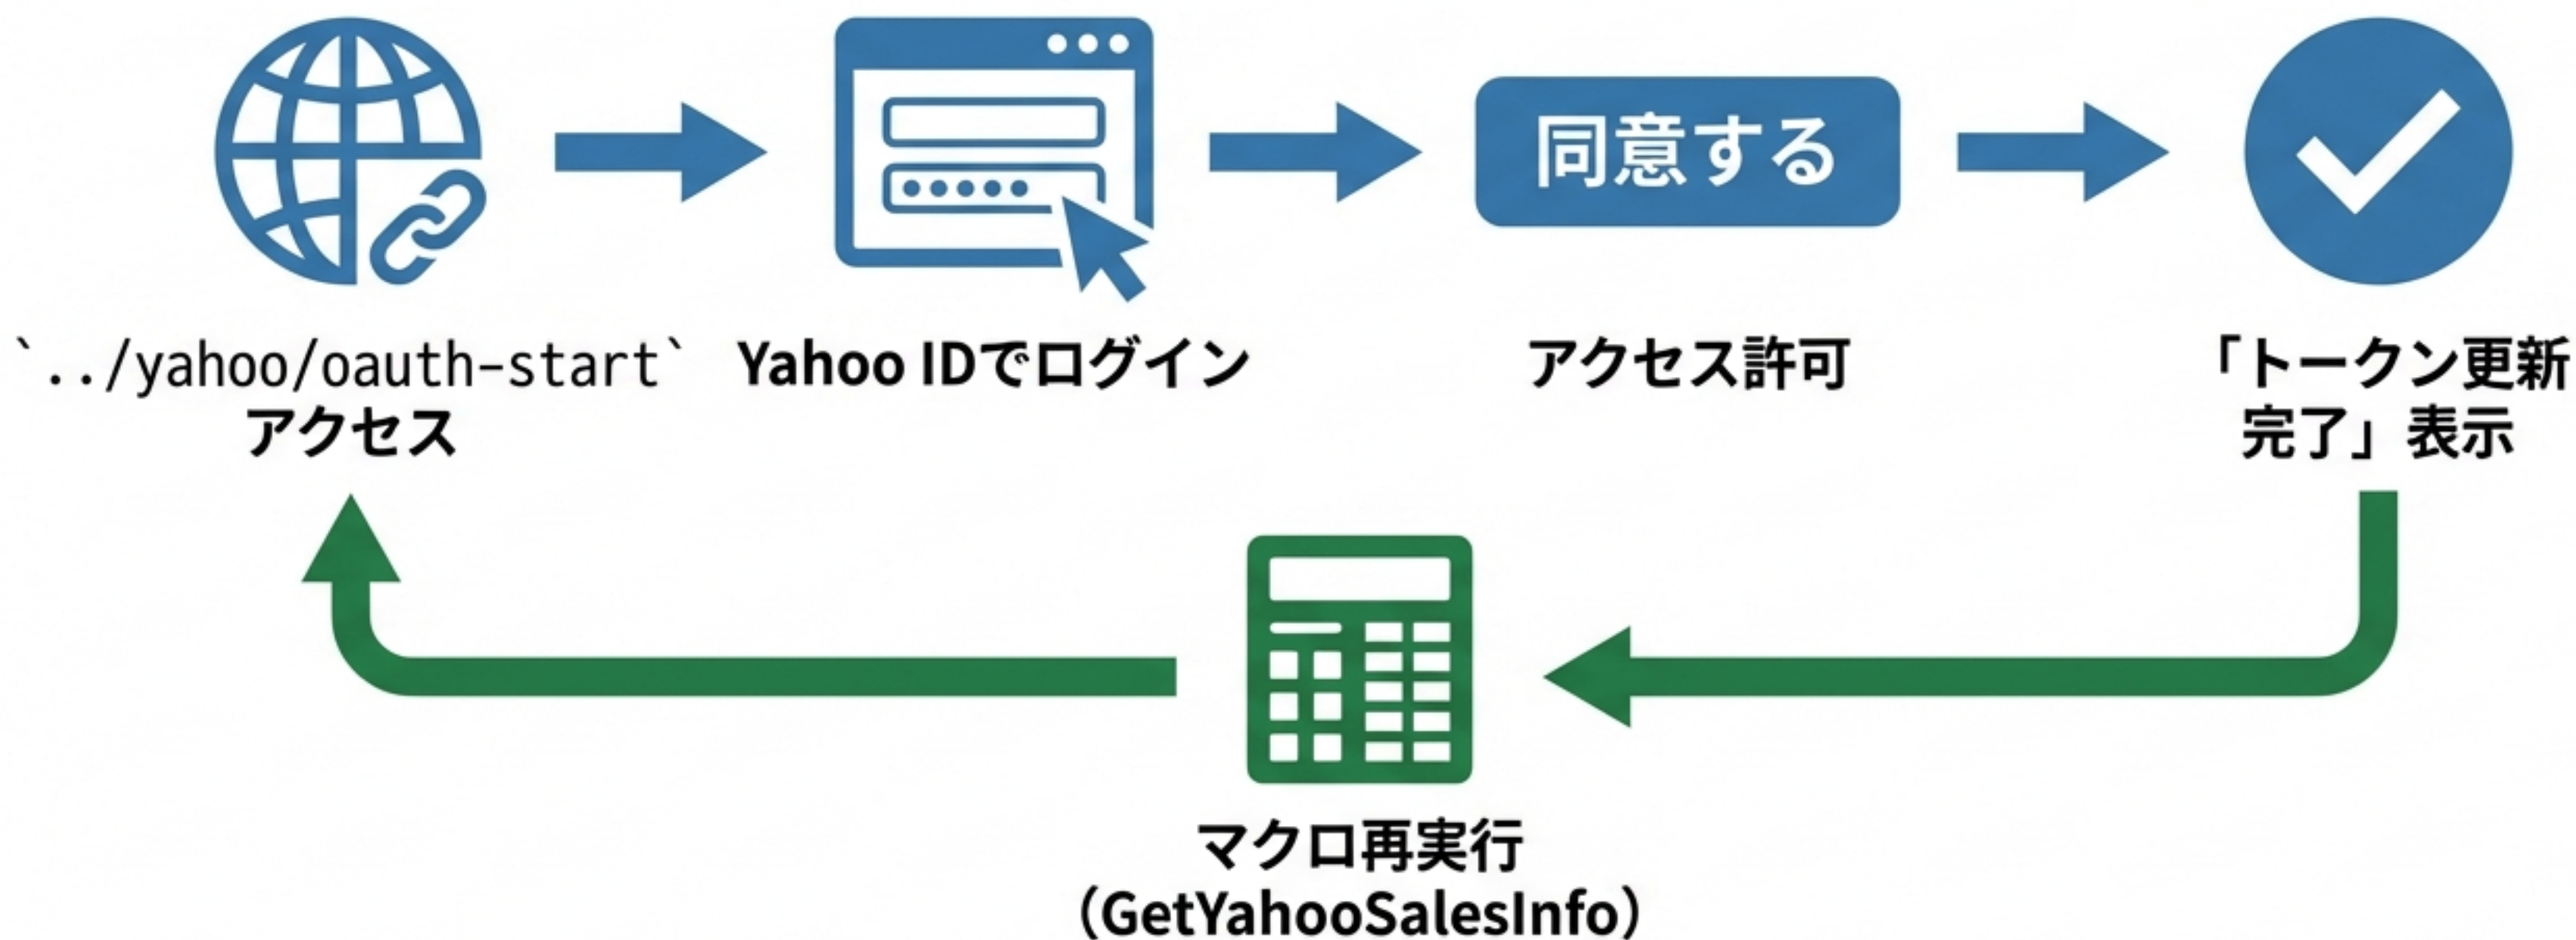 同意する
`../yahoo/oauth-start`
アクセス
Yahoo IDでログイン
アクセス許可
「トークン更新
完了」表示
マクロ再実行
（GetYahooSalesInfo）